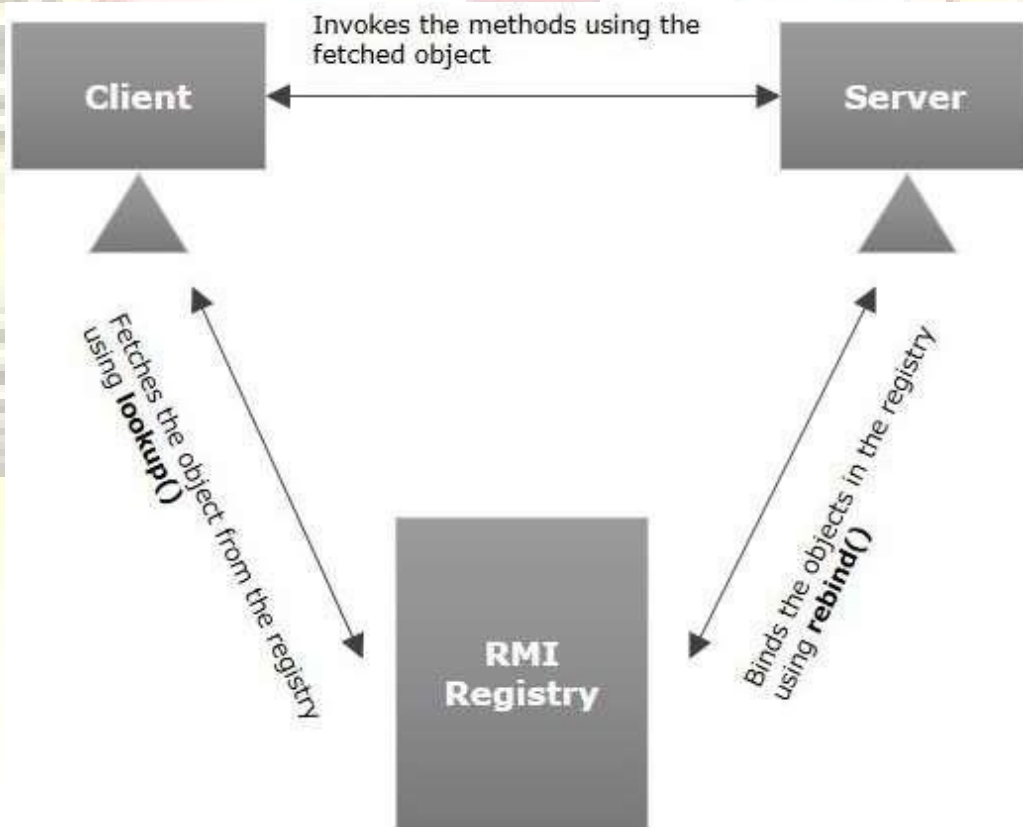 Invokes the methods using the
fetched object
Client
Server
Fetches the object from the registry
using lookup()
Binds the objects in the registry
using rebind()
RMI
Registry